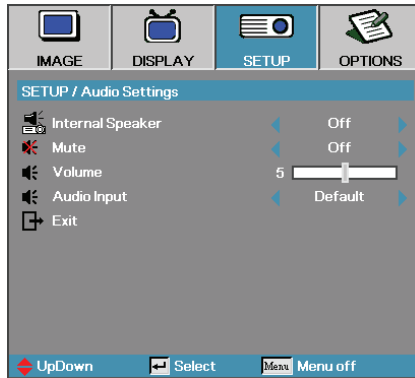 IMAGE DISPLAY SETUP OPTIONS
SETUP / Audio Settings
Internal Speaker Off
Mute Off
Volume 5
Audio Input Default
Exit
UpDown Select Menu Menu off